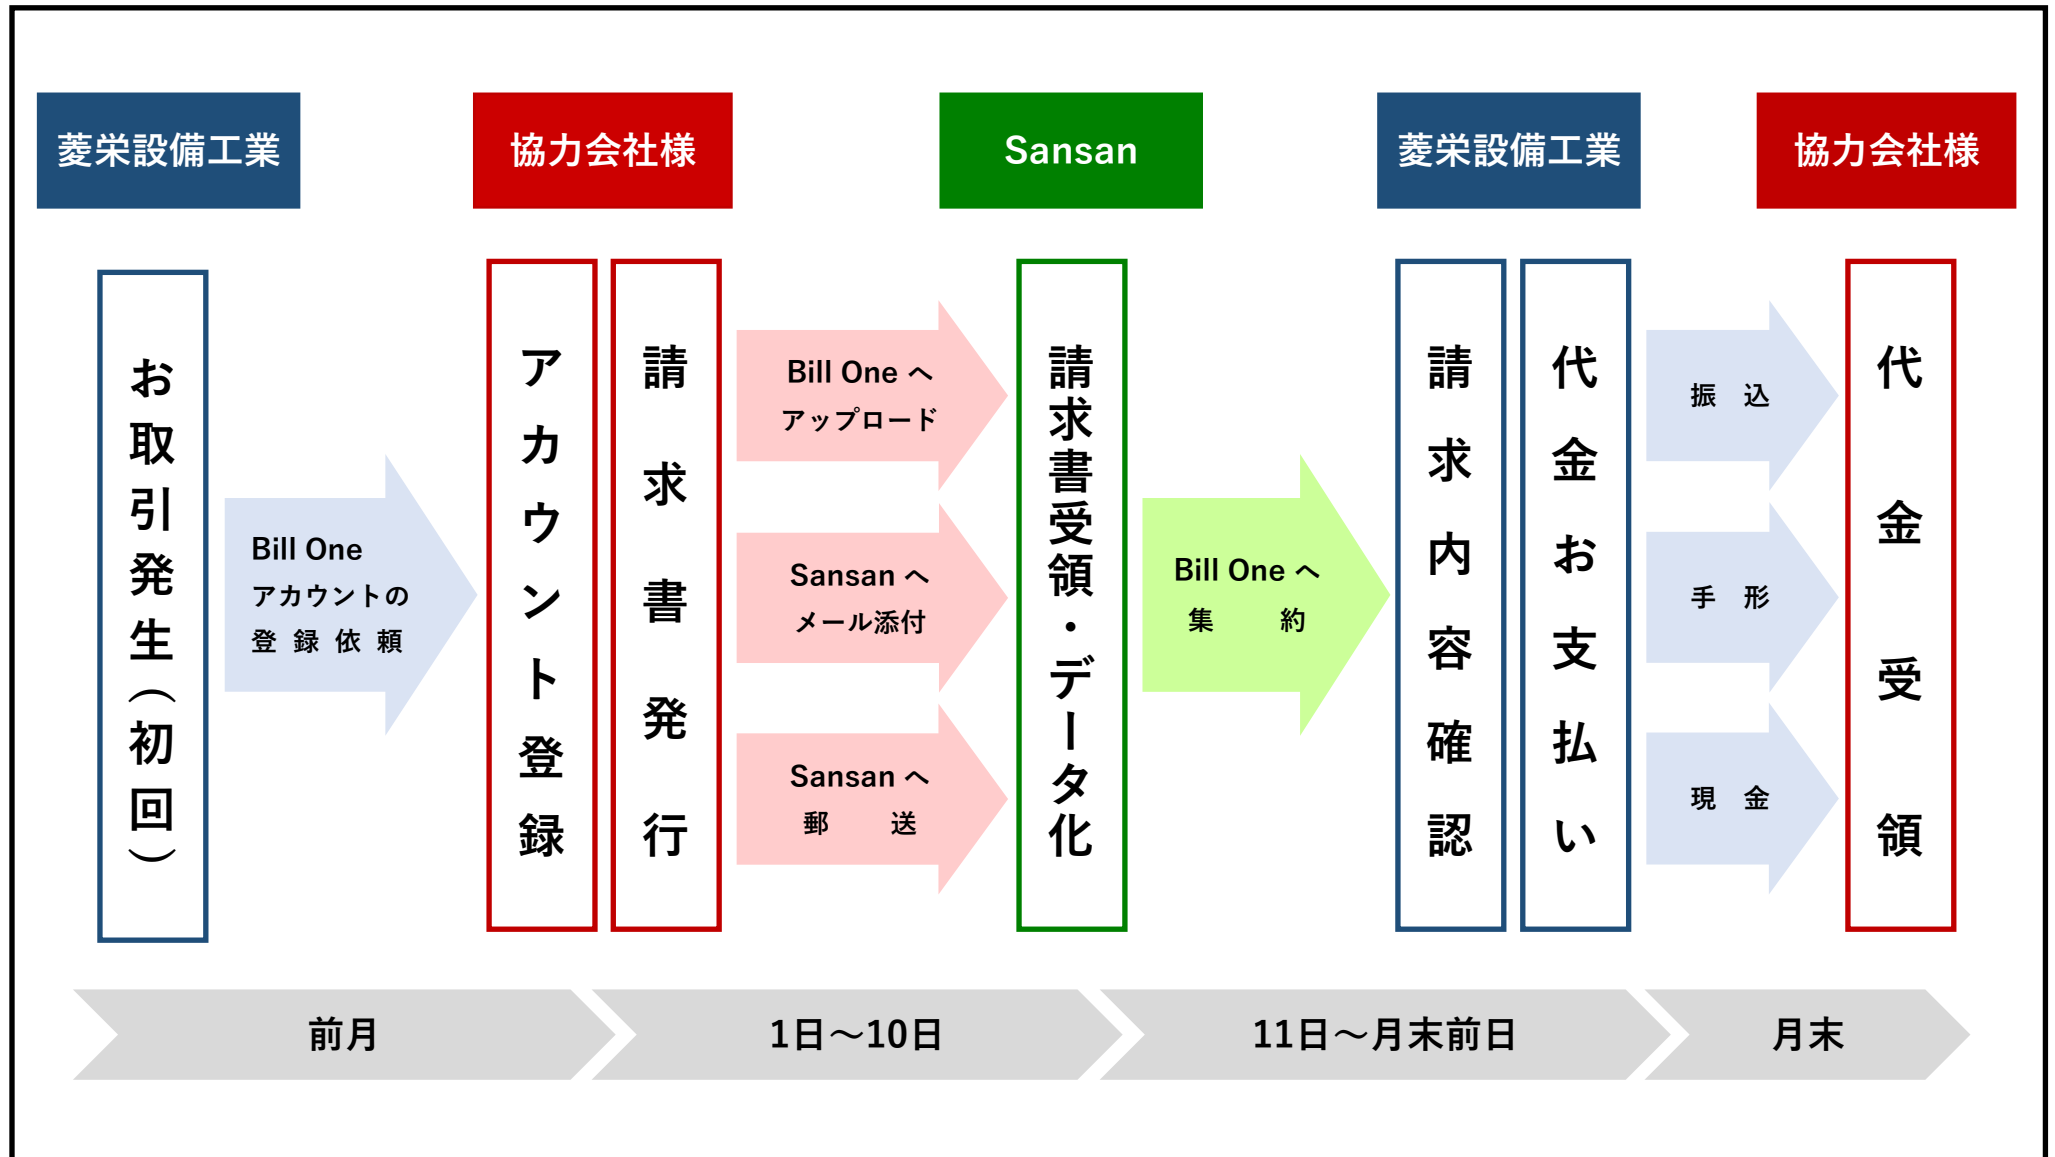 菱栄設備工業
協力会社様
Sansan
菱栄設備工業
協力会社様
お取引発生（初回）
Bill One
アカウントの
登録依頼
アカウント登録
請求書発行
Bill One へ
アップロード
Sansan へ
メール添付
Sansan へ
郵送
請求書受領・データ化
Bill One へ
集約
請求内容確認
代金お支払い
振込
手形
現金
代金受領
前月
1日～10日
11日～月末前日
月末